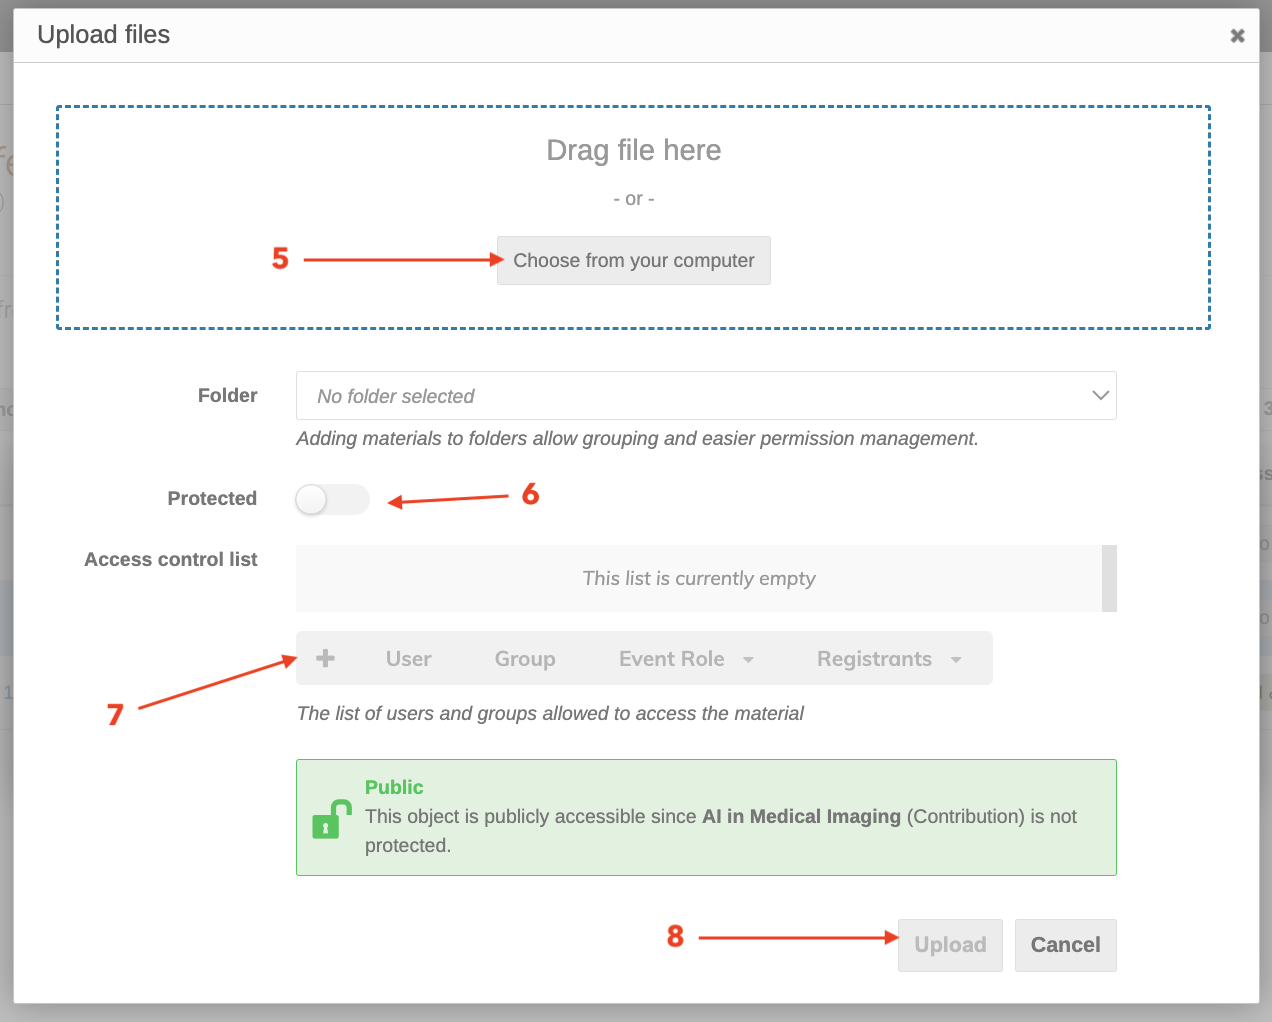 Upload files
Drag file here
- or -
5
Choose from your computer
Folder
No folder selected
Adding materials to folders allow grouping and easier permission management.
Protected
6
Access control list
This list is currently empty
7
User Group Event Role Registrants
The list of users and groups allowed to access the material
Public
This object is publicly accessible since AI in Medical Imaging (Contribution) is not
protected.
8
Upload Cancel